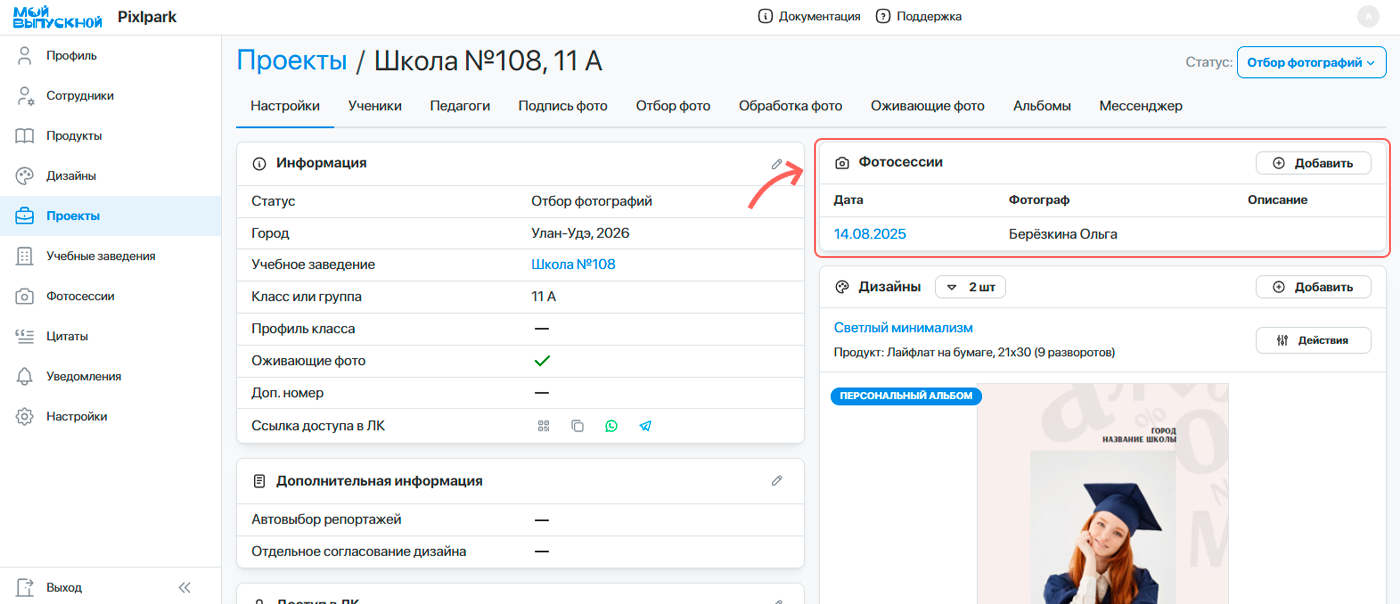 МОЙ ВЫПУСКНОЙ
Pixlpark
Документация
Поддержка
А
Профиль
Сотрудники
Продукты
Дизайны
Проекты
Учебные заведения
Фотосессии
Цитаты
Уведомления
Настройки
Выход
Проекты / Школа №108, 11 А
Статус: Отбор фотографий
Настройки Ученики Педагоги Подпись фото Отбор фото Обработка фото Оживающие фото Альбомы Мессенджер
Информация
Статус Отбор фотографий
Город Улан-Удэ, 2026
Учебное заведение Школа №108
Класс или группа 11 А
Профиль класса —
Оживающие фото
Доп. номер —
Ссылка доступа в ЛК
Дополнительная информация
Автовыбор репортажей —
Отдельное согласование дизайна —
Доступ в ЛК
Фотосессии Добавить
Дата Фотограф Описание
14.08.2025 Берёзкина Ольга
Дизайны 2 шт Добавить
Светлый минимализм
Продукт: Лайфлат на бумаге, 21x30 (9 разворотов)
Действия
ПЕРСОНАЛЬНЫЙ АЛЬБОМ
ГОРОД
НАЗВАНИЕ ШКОЛЫ